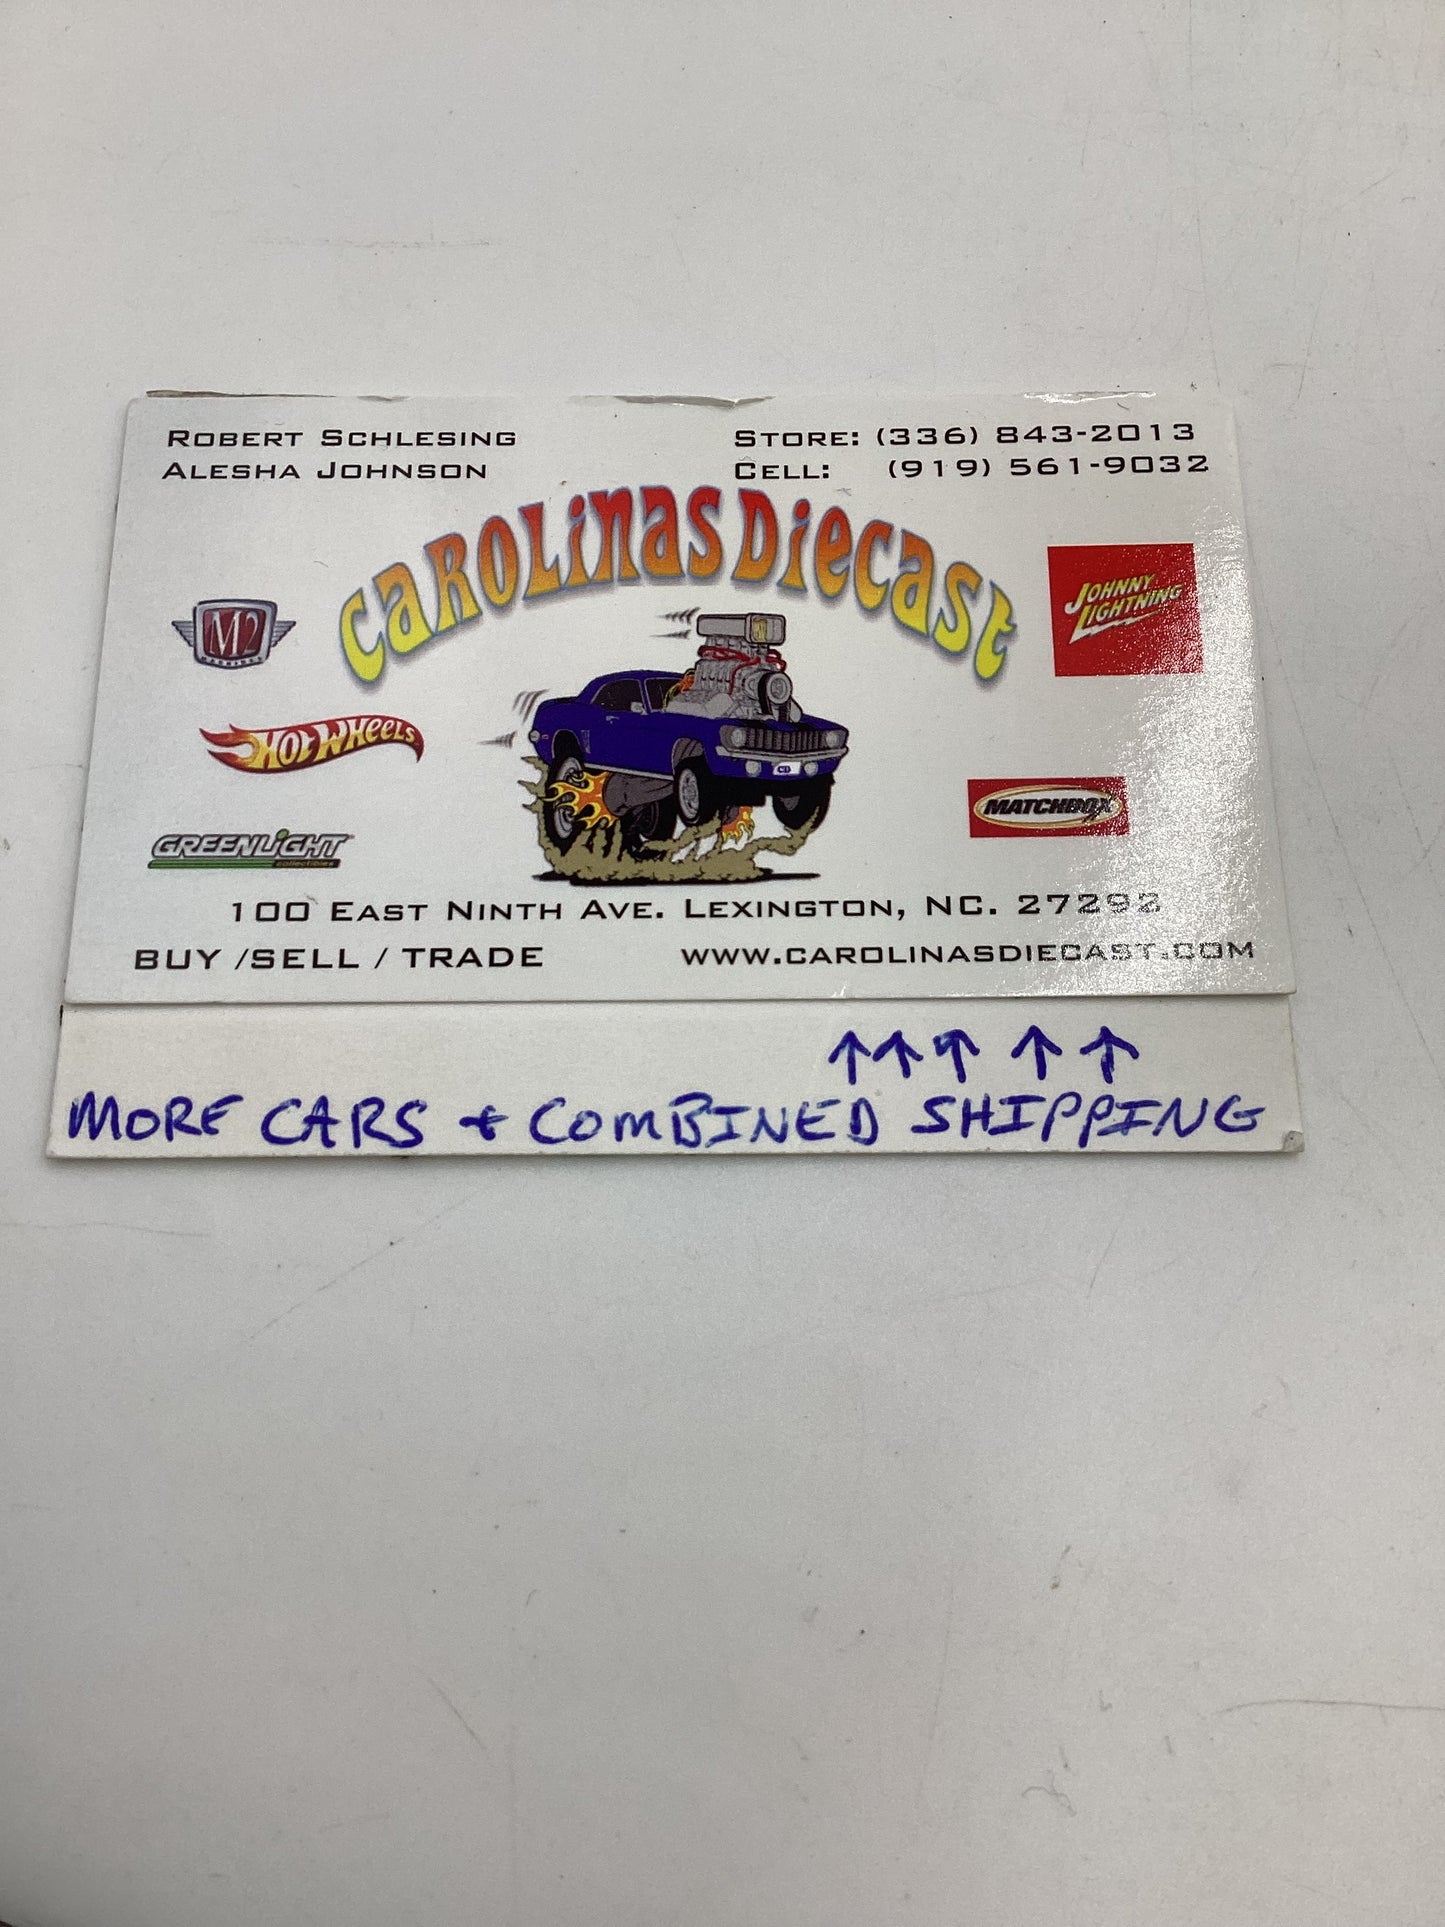 ROBERT SCHLESING
ALESHA JOHNSON
STORE: (336) 843-2013
CELL: (919) 561-9032
CAROLINAS DIECAST
M2
MACHINES
JOHNNY
LIGHTNING
HOT WHEELS
MATCHBOX
GREENLIGHT
collectibles
100 EAST NINTH AVE. LEXINGTON, NC. 27292
BUY /SELL / TRADE
WWW.CAROLINASDIECAST.COM
↑↑↑↑↑
MORE CARS + COMBINED SHIPPING